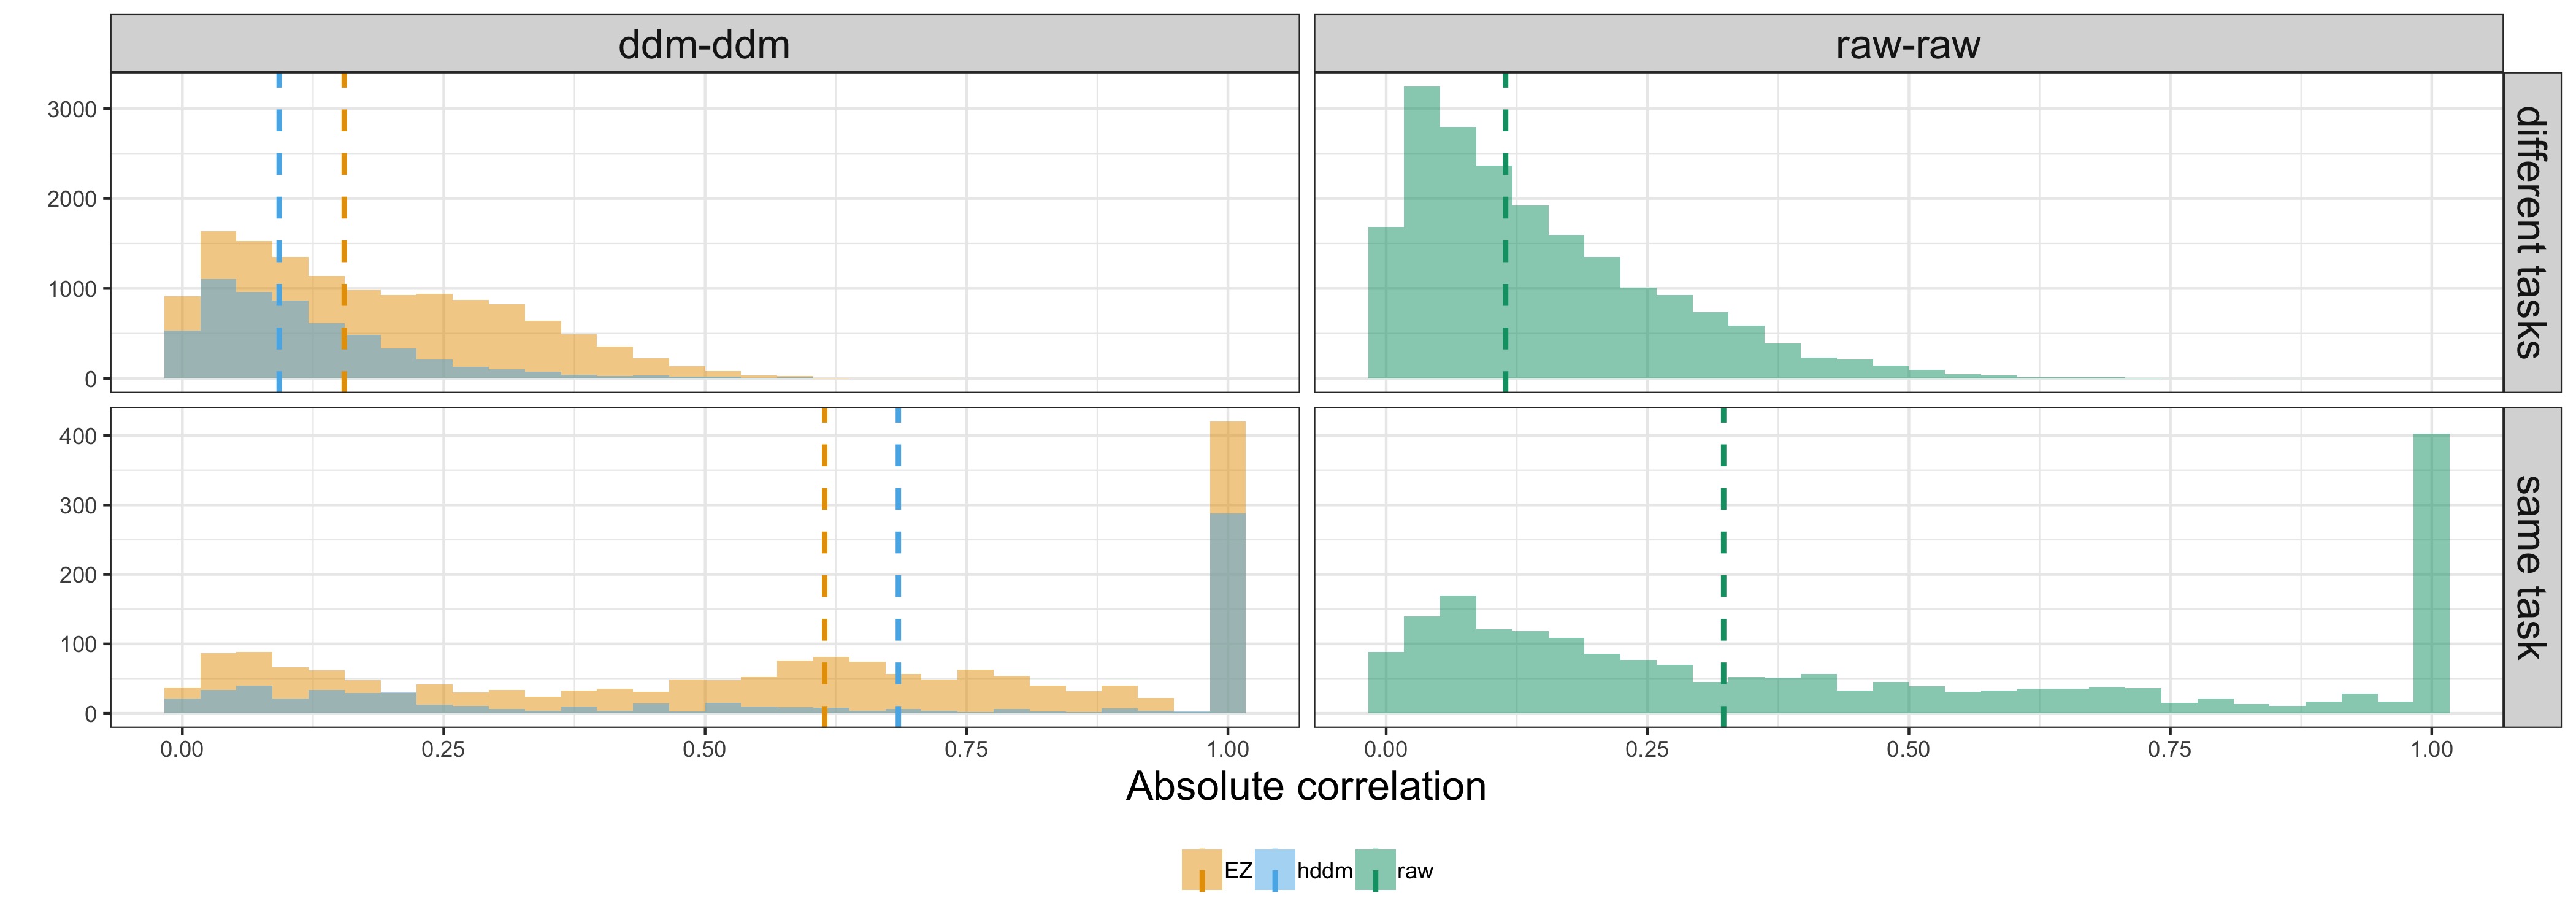 ddm-ddm
raw-raw
3000
2000
1000
0
different tasks
400
300
200
100
0
same task
0.00 0.25 0.50 0.75 1.00
0.00 0.25 0.50 0.75 1.00
Absolute correlation
EZ hddm raw